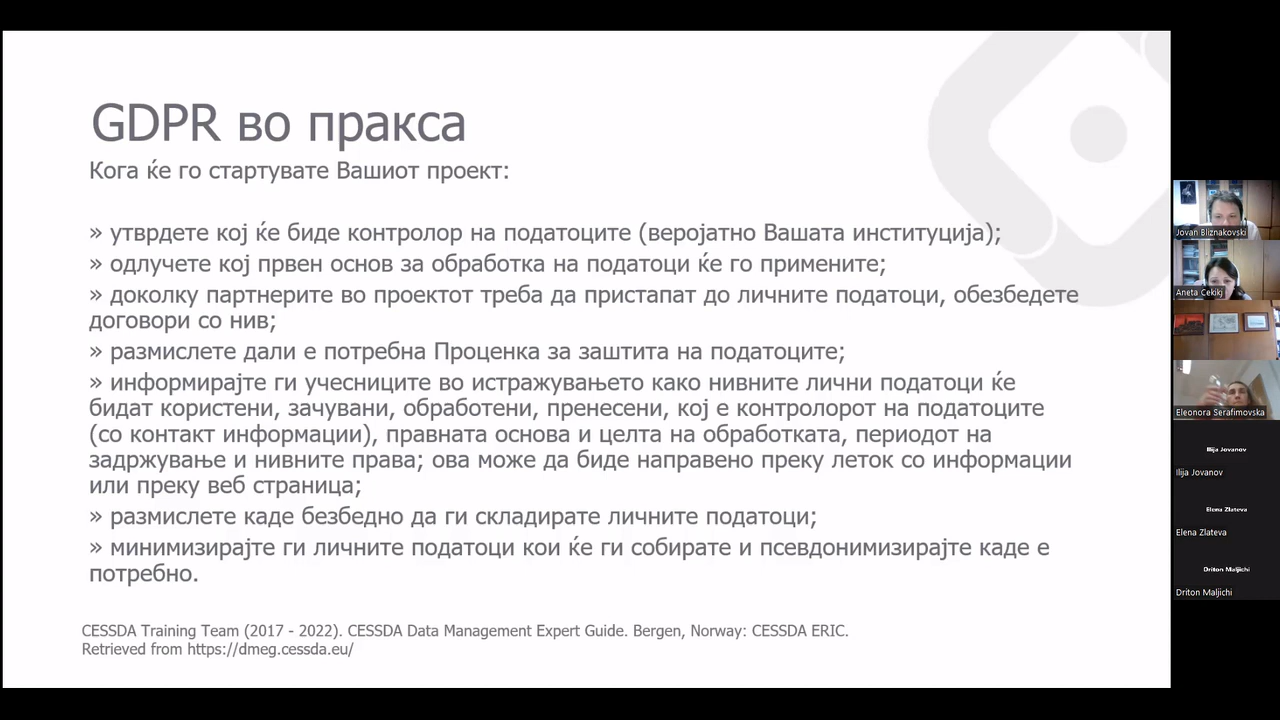 GDPR во пракса
Кога ќе го стартувате Вашиот проект:
» утврдете кој ќе биде контролор на податоците (веројатно Вашата институција);
» одлучете кој првен основ за обработка на податоци ќе го примените;
» доколку партнерите во проектот треба да пристапат до личните податоци, обезбедете
договори со нив;
» размислете дали е потребна Проценка за заштита на податоците;
» информирајте ги учесниците во истражувањето како нивните лични податоци ќе
бидат користени, зачувани, обработени, пренесени, кој е контролорот на податоците
(со контакт информации), правната основа и целта на обработката, периодот на
задржување и нивните права; ова може да биде направено преку леток со информации
или преку веб страница;
» размислете каде безбедно да ги складирате личните податоци;
» минимизирајте ги личните податоци кои ќе ги собирате и псевдонимизирајте каде е
потребно.
CESSDA Training Team (2017 - 2022). CESSDA Data Management Expert Guide. Bergen, Norway: CESSDA ERIC.
Retrieved from https://dmeg.cessda.eu/
Jovan Bliznakovski
Aneta Cekikj
Eleonora Serafimovska
Ilija Jovanov
Ilija Jovanov
Elena Zlateva
Elena Zlateva
Driton Maljichi
Driton Maljichi